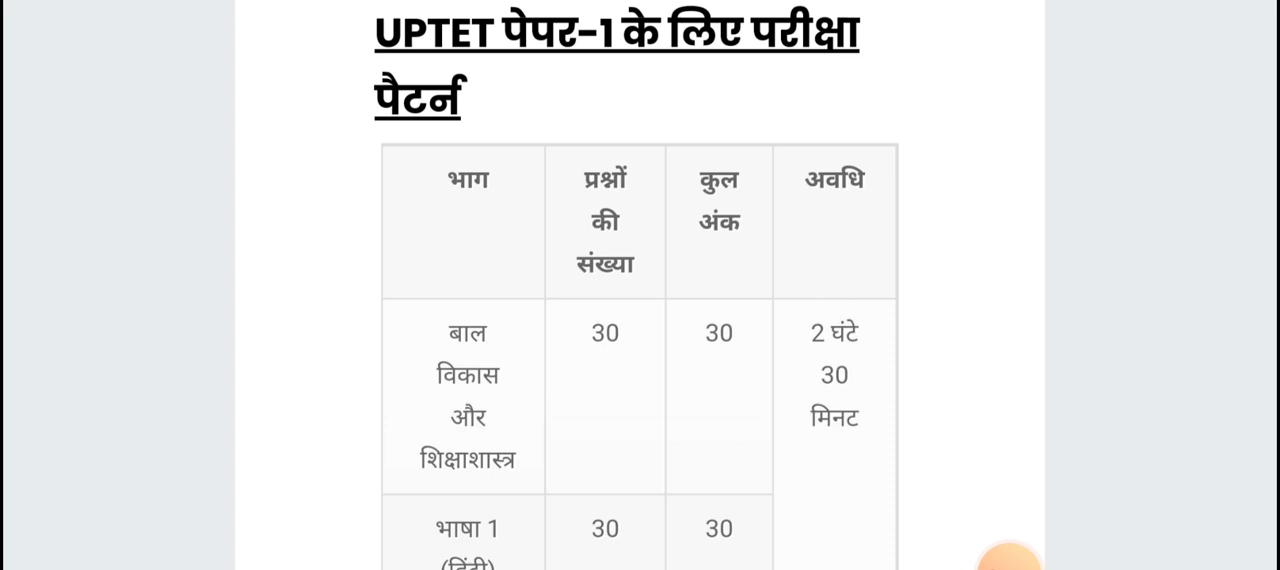 UPTET पेपर-1 के लिए परीक्षा
पैटर्न
भाग
प्रश्नों
की
संख्या
कुल
अंक
अवधि
बाल
विकास
और
शिक्षाशास्त्र
30
30
2 घंटे
30
मिनट
भाषा 1
(हिंदी)
30
30